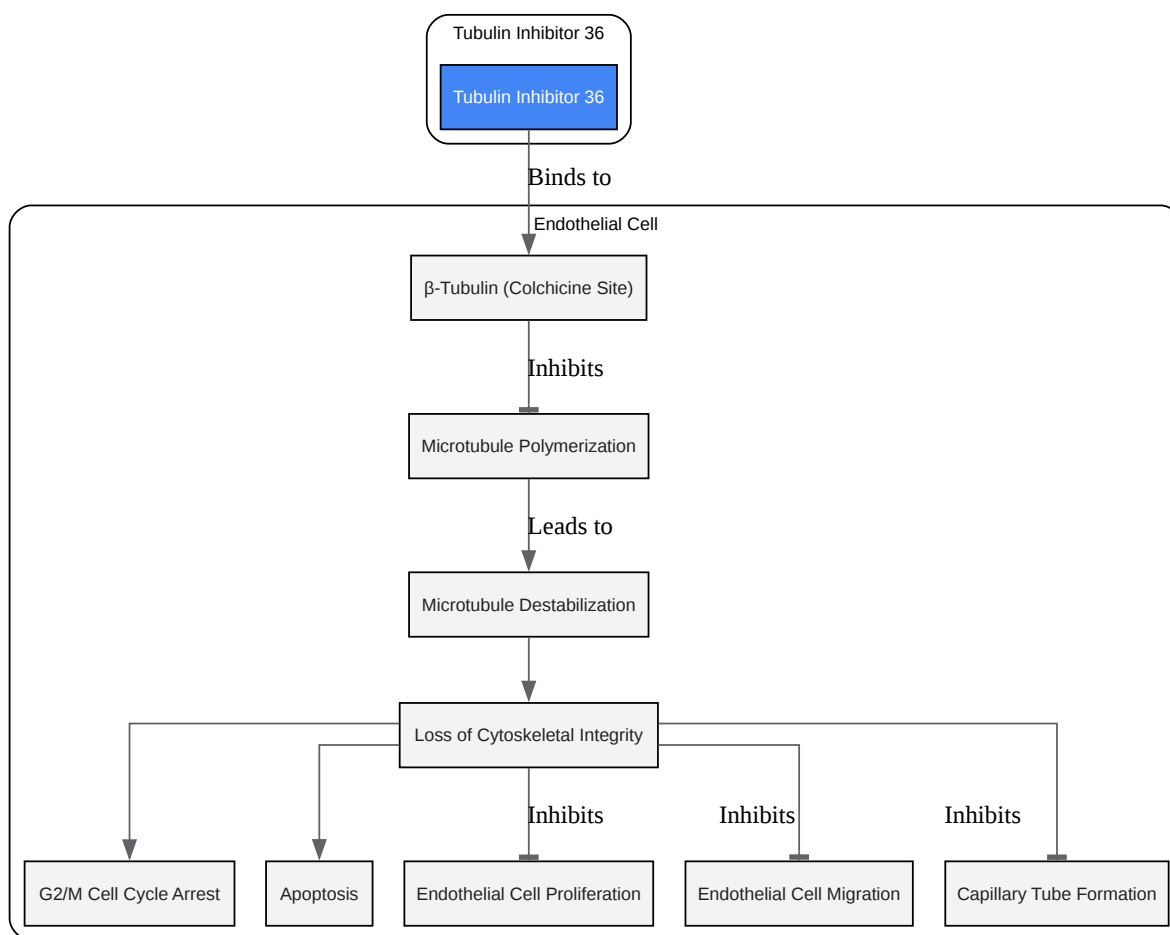 Tubulin Inhibitor 36
Tubulin Inhibitor 36
Binds to
Endothelial Cell
β-Tubulin (Colchicine Site)
Inhibits
Microtubule Polymerization
Leads to
Microtubule Destabilization
Loss of Cytoskeletal Integrity
Inhibits
Inhibits
Inhibits
G2/M Cell Cycle Arrest
Apoptosis
Endothelial Cell Proliferation
Endothelial Cell Migration
Capillary Tube Formation